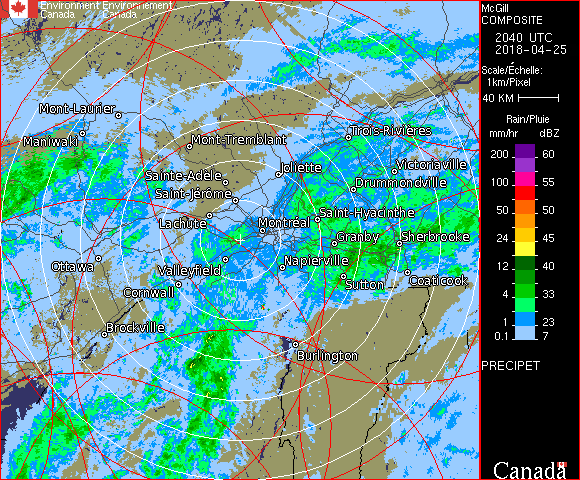 Environment Environnement
Canada Canada
McGill
COMPOSITE
2040 UTC
2018-04-25
Scale/Échelle:
1km/Pixel
40 KM
Rain/Pluie
mm/hr dBZ
200 60
100 55
50 50
24 45
12 40
4 33
1 23
0.1 7
PRECIPET
Canada
Mont-Laurier
Maniwaki
Mont-Tremblant
Trois-Rivières
Sainte-Adèle
Joliette
Victoriaville
Saint-Jérôme
Drummondville
Lachute
Montréal
Saint-Hyacinthe
Granby
Sherbrooke
Ottawa
Valleyfield
Napierville
Cornwall
Sutton
Coaticook
Brockville
Burlington